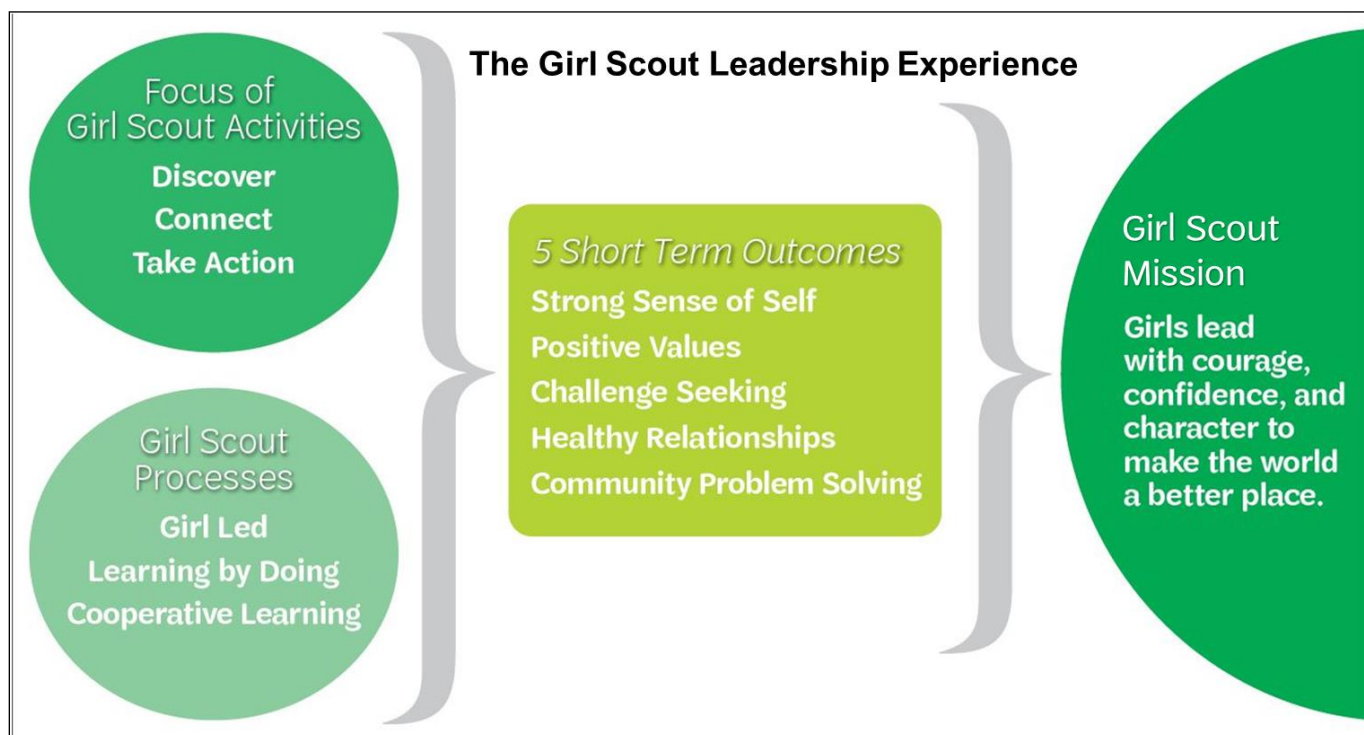 The Girl Scout Leadership Experience
Focus of
Girl Scout Activities
Discover
Connect
Take Action
Girl Scout
Processes
Girl Led
Learning by Doing
Cooperative Learning
5 Short Term Outcomes
Strong Sense of Self
Positive Values
Challenge Seeking
Healthy Relationships
Community Problem Solving
Girl Scout
Mission
Girls lead
with courage,
confidence, and
character to
make the world
a better place.